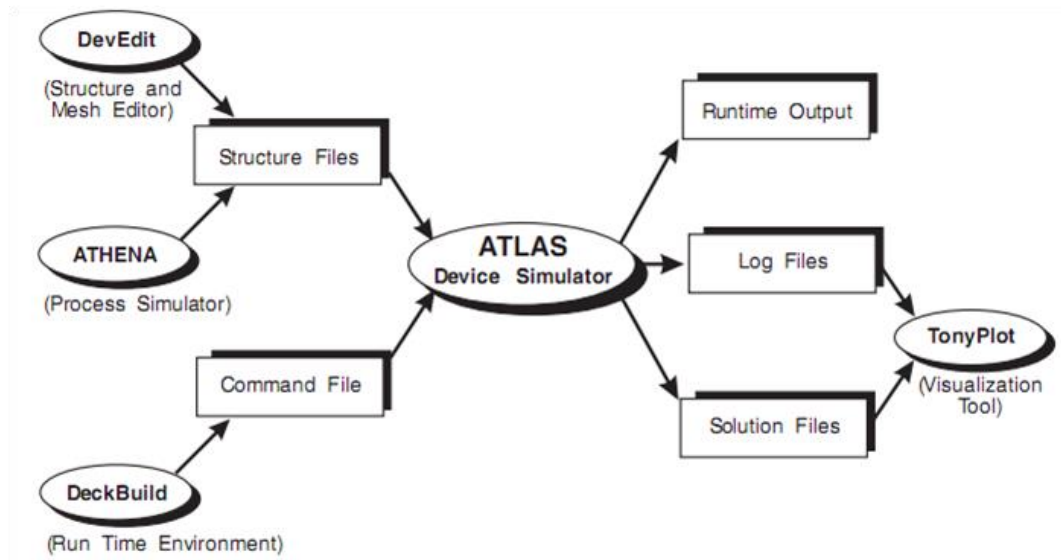 DevEdit
(Structure and
Mesh Editor)
Structure Files
ATHENA
(Process Simulator)
Command File
DeckBuild
(Run Time Environment)
ATLAS
Device Simulator
Runtime Output
Log Files
Solution Files
TonyPlot
(Visualization
Tool)